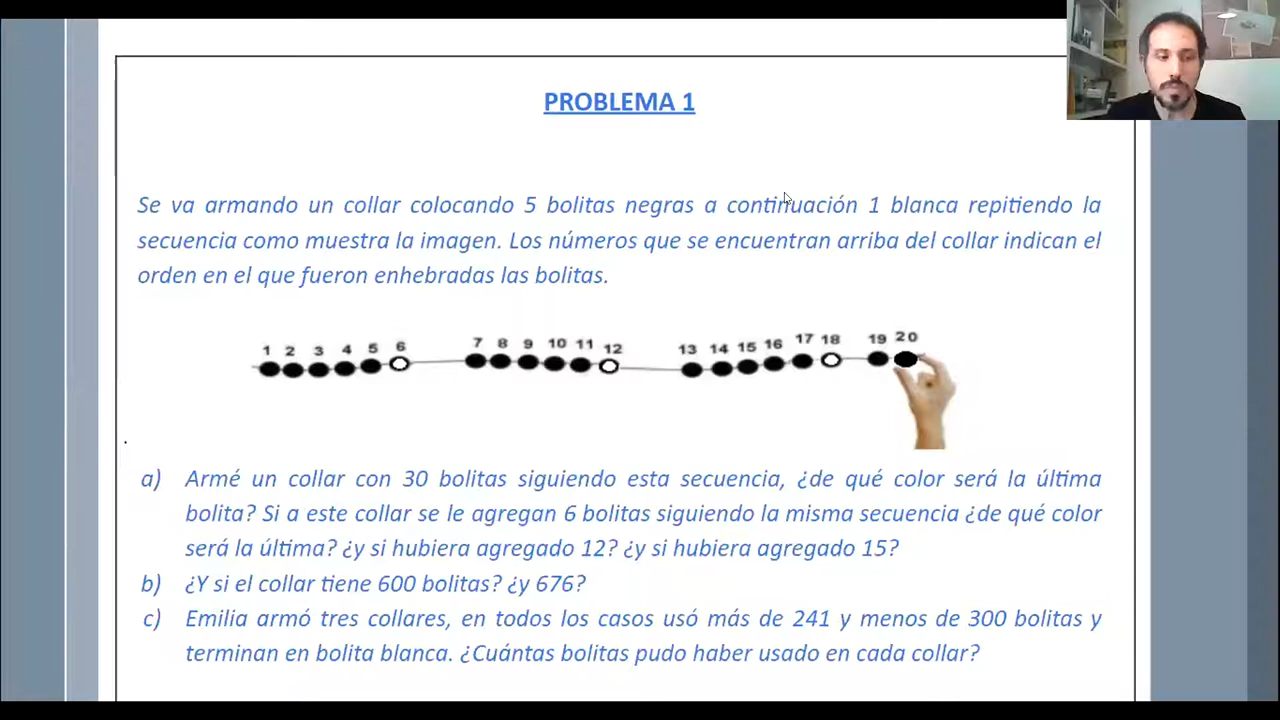 PROBLEMA 1
Se va armando un collar colocando 5 bolitas negras a continuación 1 blanca repitiendo la
secuencia como muestra la imagen. Los números que se encuentran arriba del collar indican el
orden en el que fueron enhebradas las bolitas.
1 2 3 4 5 6 7 8 9 10 11 12 13 14 15 16 17 18 19 20
.
a) Armé un collar con 30 bolitas siguiendo esta secuencia, ¿de qué color será la última
bolita? Si a este collar se le agregan 6 bolitas siguiendo la misma secuencia ¿de qué color
será la última? ¿y si hubiera agregado 12? ¿y si hubiera agregado 15?
b) ¿Y si el collar tiene 600 bolitas? ¿y 676?
c) Emilia armó tres collares, en todos los casos usó más de 241 y menos de 300 bolitas y
terminan en bolita blanca. ¿Cuántas bolitas pudo haber usado en cada collar?